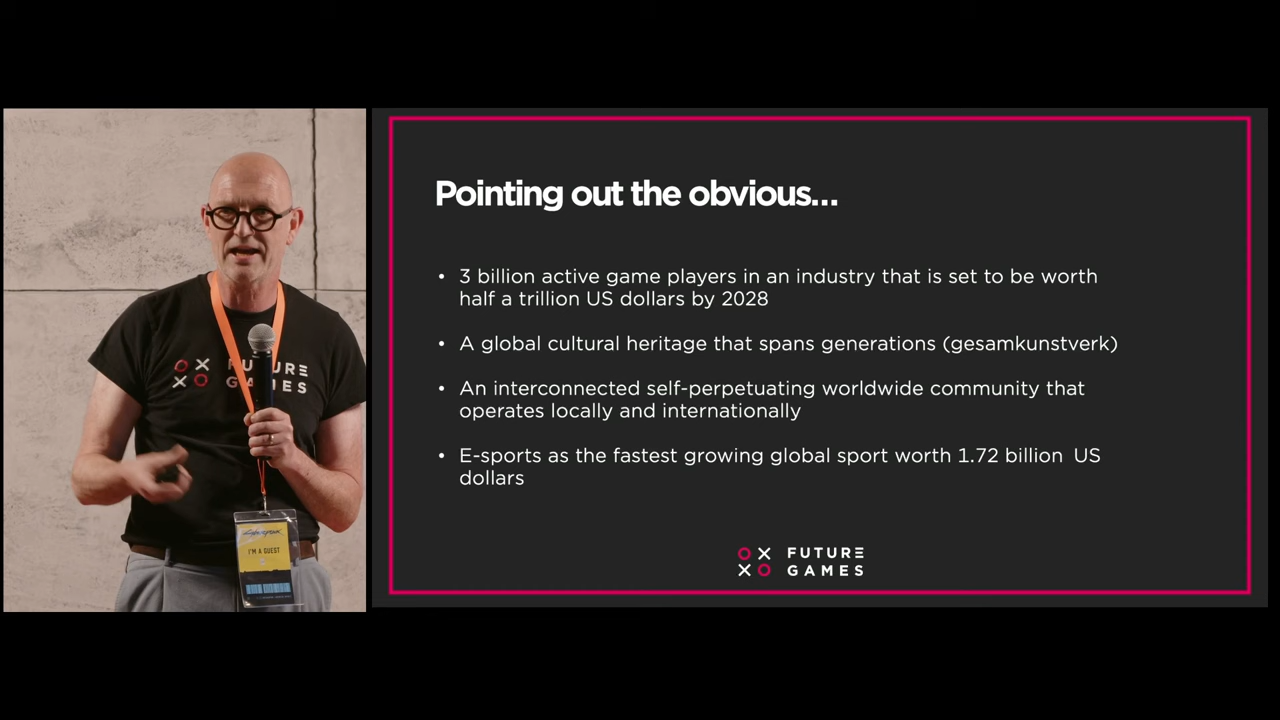 FUTURE
GAMES
I'M A GUEST
Pointing out the obvious...
• 3 billion active game players in an industry that is set to be worth
half a trillion US dollars by 2028
• A global cultural heritage that spans generations (gesamkunstverk)
• An interconnected self-perpetuating worldwide community that
operates locally and internationally
• E-sports as the fastest growing global sport worth 1.72 billion US
dollars
FUTURE
GAMES